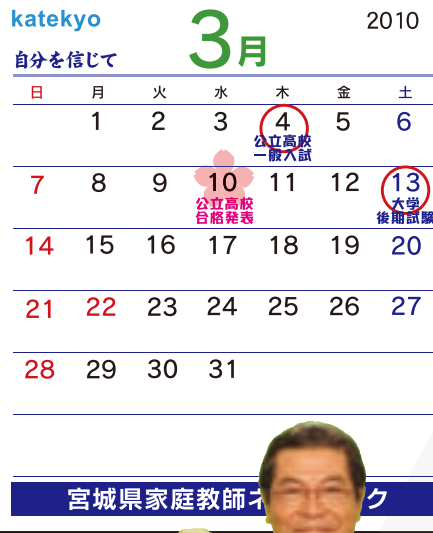 katekyo
2010
3月
自分を信じて
日 月 火 水 木 金 土
1 2 3 4 5 6
公立高校
一般入試
7 8 9 10 11 12 13
公立高校
合格発表
大学
後期試験
14 15 16 17 18 19 20
21 22 23 24 25 26 27
28 29 30 31
宮城県家庭教師ネ
ク